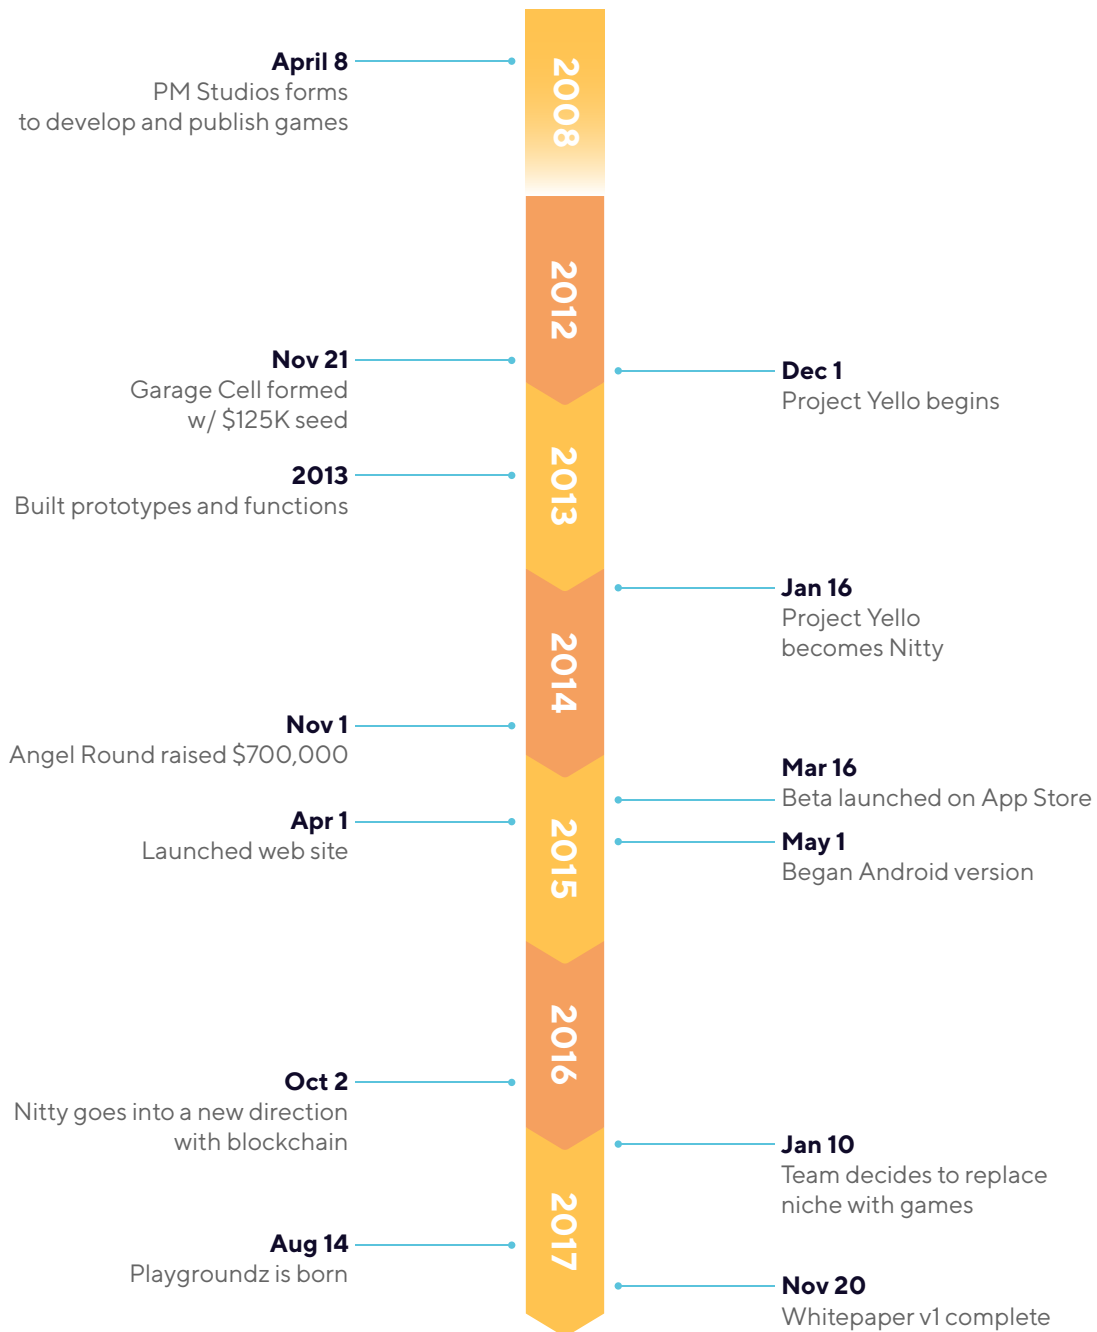 April 8
PM Studios forms
to develop and publish games
2008
2012
Nov 21
Garage Cell formed
w/ $125K seed
Dec 1
Project Yello begins
2013
Built prototypes and functions
2013
Jan 16
Project Yello
becomes Nitty
2014
Nov 1
Angel Round raised $700,000
Mar 16
Beta launched on App Store
Apr 1
Launched web site
May 1
Began Android version
2015
2016
Oct 2
Nitty goes into a new direction
with blockchain
Jan 10
Team decides to replace
niche with games
2017
Aug 14
Playgroundz is born
Nov 20
Whitepaper v1 complete